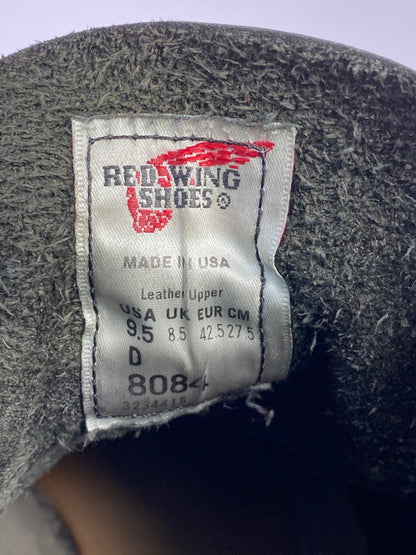 RED WING
SHOES ®
MADE IN USA
Leather Upper
USA UK EUR CM
9.5 8.5 42.5 27.5
D
8084